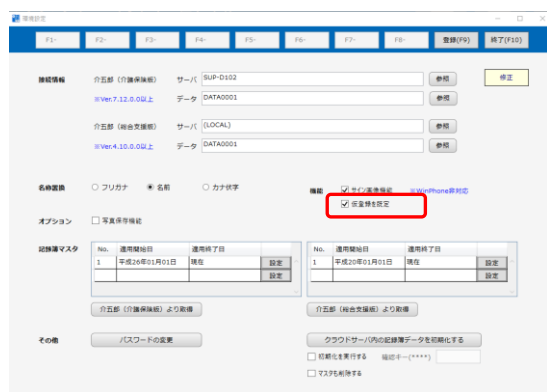 環境設定
F1-
F2-
F3-
F4-
F5-
F6-
F7-
F8-
登録(F9)
終了(F10)
接続情報
介五郎（介護保険版）
サーバ
SUP-D102
参照
修正
※Ver.7.12.0.0以上
データ
DATA0001
参照
介五郎（総合支援版）
サーバ
(LOCAL)
参照
※Ver.4.10.0.0以上
データ
DATA0001
名称置換
フリガナ
名前
カナ伏字
機能
サイン画像機能
※WinPhone非対応
仮登録を既定
オプション
写真保存機能
記録簿マスタ
No. 適用開始日 適用終了日
1 平成26年01月01日 現在 設定
設定
No. 適用開始日 適用終了日
1 平成20年01月01日 現在 設定
設定
介五郎（介護保険版）より取得
介五郎（総合支援版）より取得
その他
パスワードの変更
クラウドサーバ内の記録簿データを初期化する
初期化を実行する
確認キー(****)
マスタも削除する